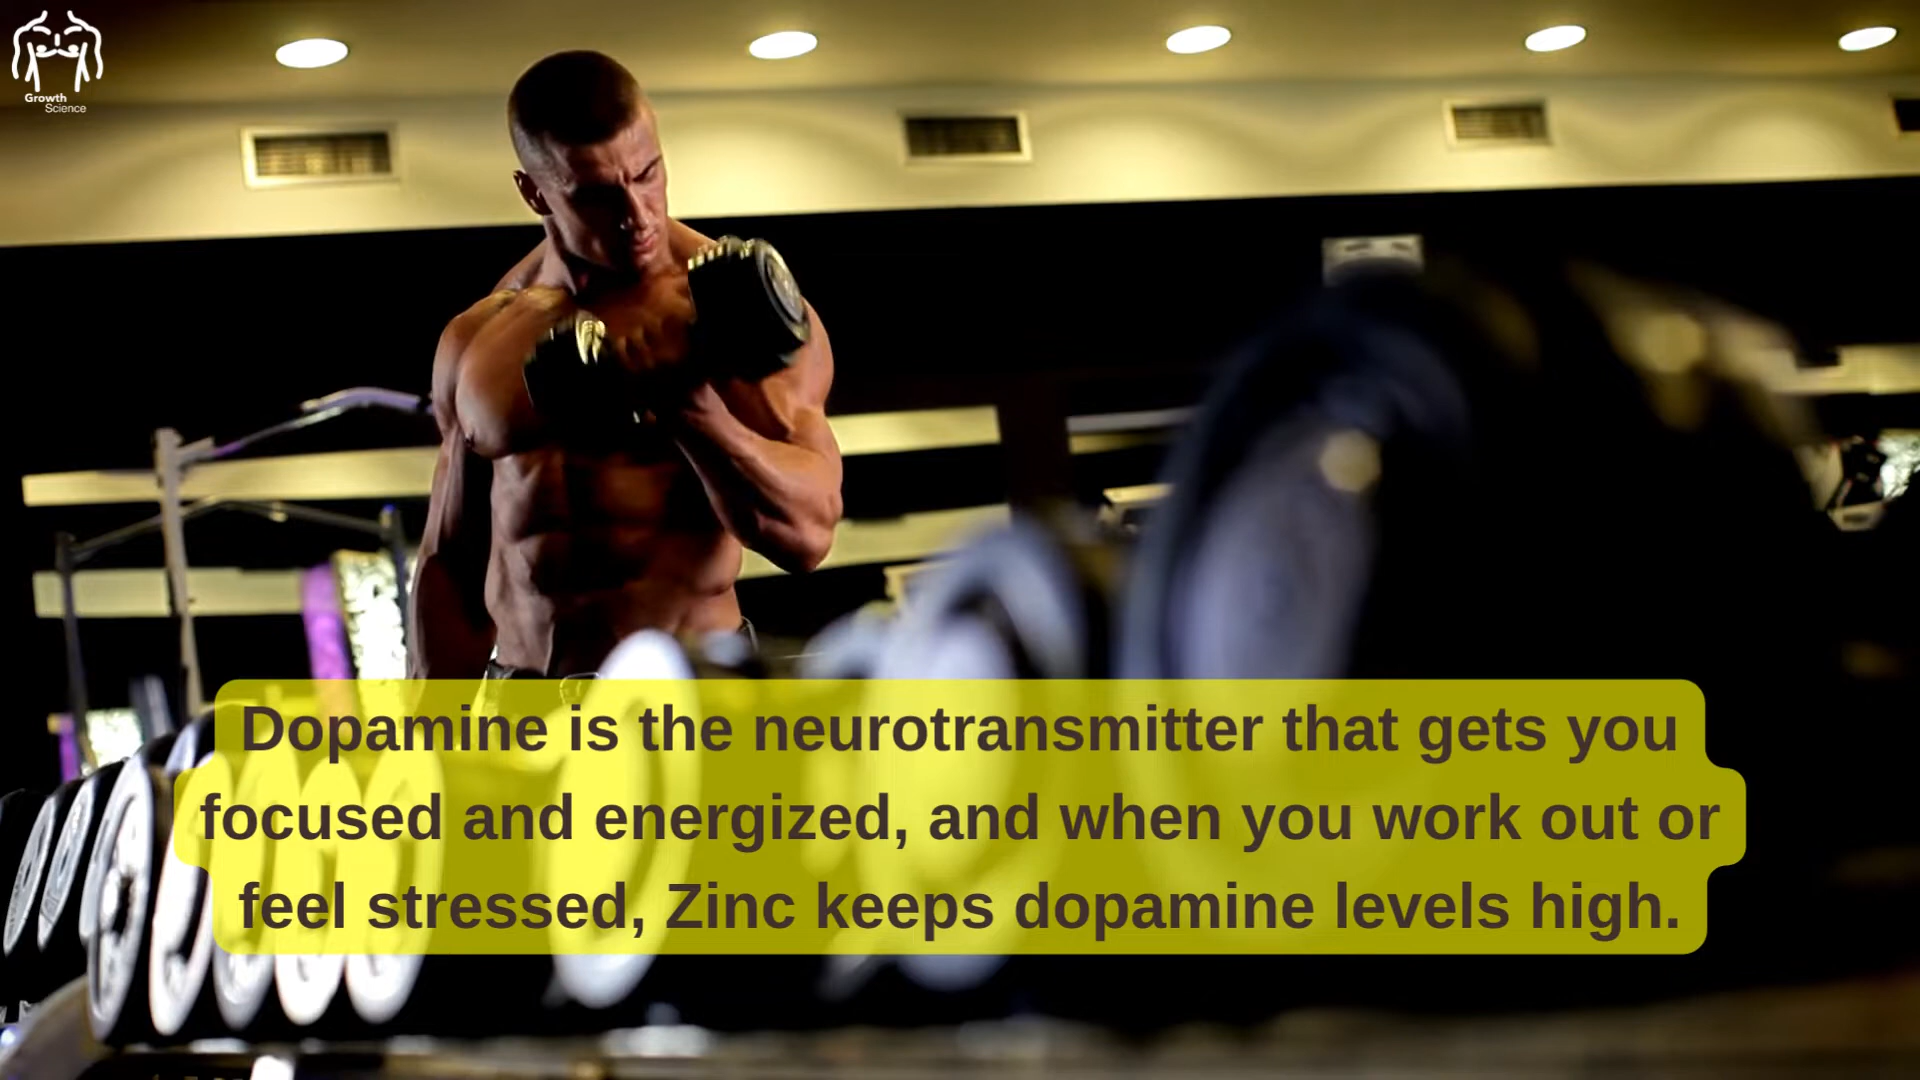 Growth
Science
Dopamine is the neurotransmitter that gets you
focused and energized, and when you work out or
feel stressed, Zinc keeps dopamine levels high.